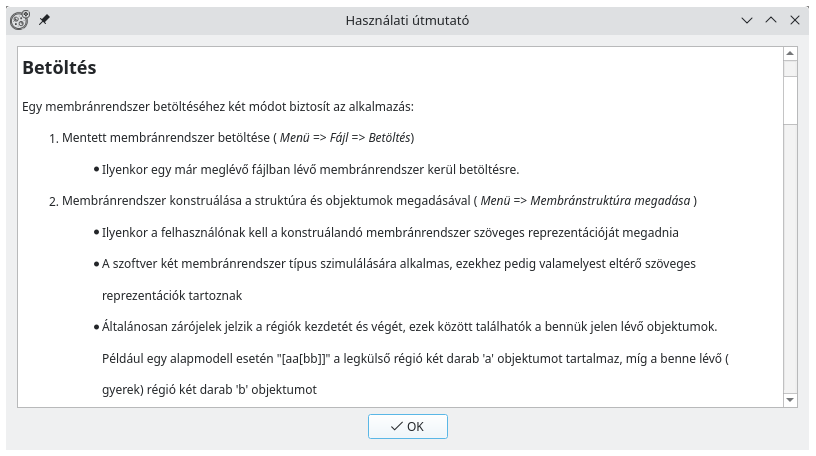 Használati útmutató
Betöltés
Egy membránrendszer betöltéséhez két módot biztosít az alkalmazás:
1. Mentett membránrendszer betöltése ( Menü => Fájl => Betöltés)
• Ilyenkor egy már meglévő fájlban lévő membránrendszer kerül betöltésre.
2. Membránrendszer konstruálása a struktúra és objektumok megadásával ( Menü => Membránstruktúra megadása )
• Ilyenkor a felhasználónak kell a konstruálandó membránrendszer szöveges reprezentációját megadnia
• A szoftver két membránrendszer típus szimulálására alkalmas, ezekhez pedig valamelyest eltérő szöveges
reprezentációk tartoznak
• Általánosan zárójelek jelzik a régiók kezdetét és végét, ezek között találhatók a bennük jelen lévő objektumok.
Például egy alapmodell esetén "[aa[bb]]" a legkülső régió két darab 'a' objektumot tartalmaz, míg a benne lévő (
gyerek) régió két darab 'b' objektumot
OK